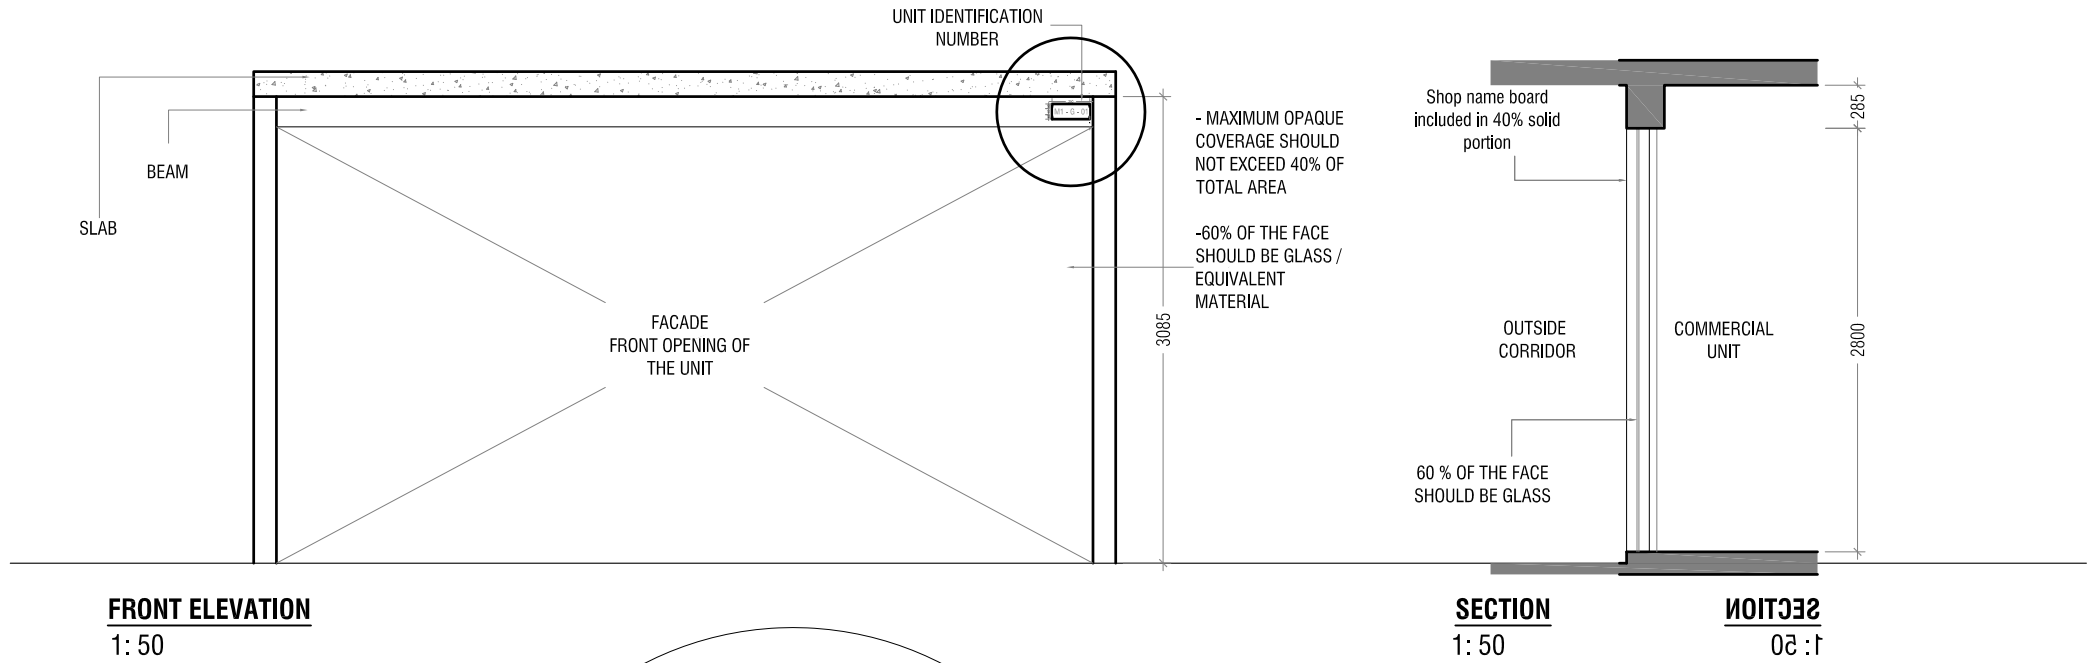 UNIT IDENTIFICATION
NUMBER
M1 - G - 01
BEAM
SLAB
FACADE
FRONT OPENING OF
THE UNIT
- MAXIMUM OPAQUE
COVERAGE SHOULD
NOT EXCEED 40% OF
TOTAL AREA
-60% OF THE FACE
SHOULD BE GLASS /
EQUIVALENT
MATERIAL
3085
FRONT ELEVATION
1: 50
Shop name board
included in 40% solid
portion
285
OUTSIDE
CORRIDOR
COMMERCIAL
UNIT
2800
60 % OF THE FACE
SHOULD BE GLASS
SECTION
1: 50
SECTION
1: 50